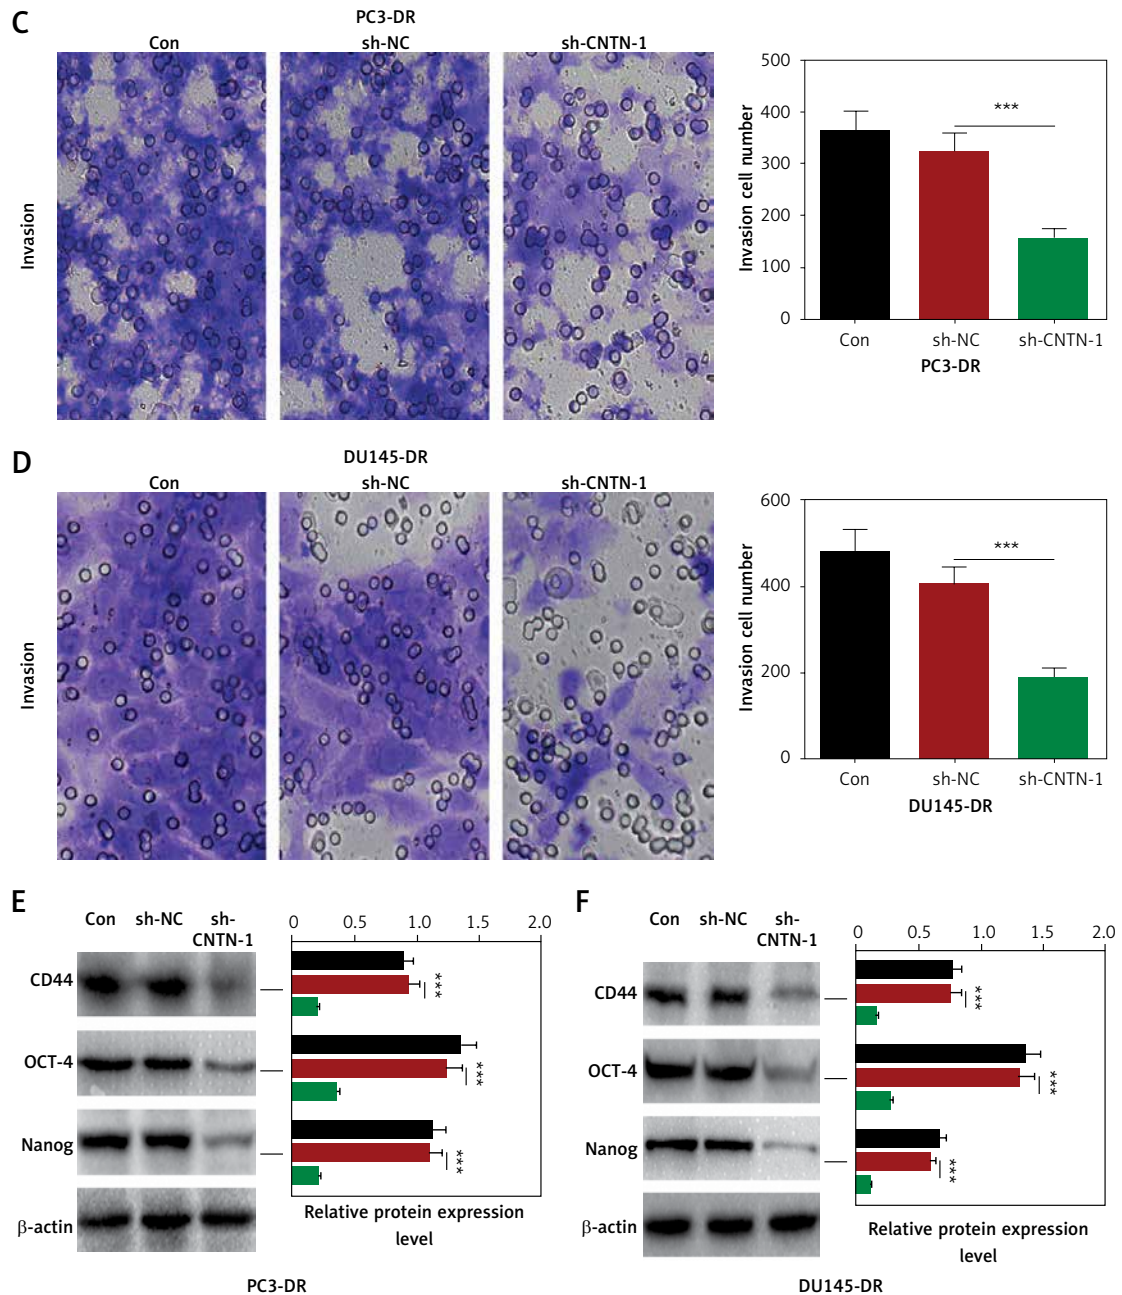 C
PC3-DR
Con sh-NC sh-CNTN-1
Invasion
Invasion cell number
500
400
300
200
100
0
***
Con sh-NC sh-CNTN-1
PC3-DR
D
DU145-DR
Con sh-NC sh-CNTN-1
Invasion
Invasion cell number
600
400
200
0
***
Con sh-NC sh-CNTN-1
DU145-DR
E
Con sh-NC sh-
CNTN-1
0 0.5 1.0 1.5 2.0
CD44
***
OCT-4
***
Nanog
***
β-actin
Relative protein expression
level
PC3-DR
F
Con sh-NC sh-
CNTN-1
0 0.5 1.0 1.5 2.0
CD44
***
OCT-4
***
Nanog
***
β-actin
Relative protein expression
level
DU145-DR